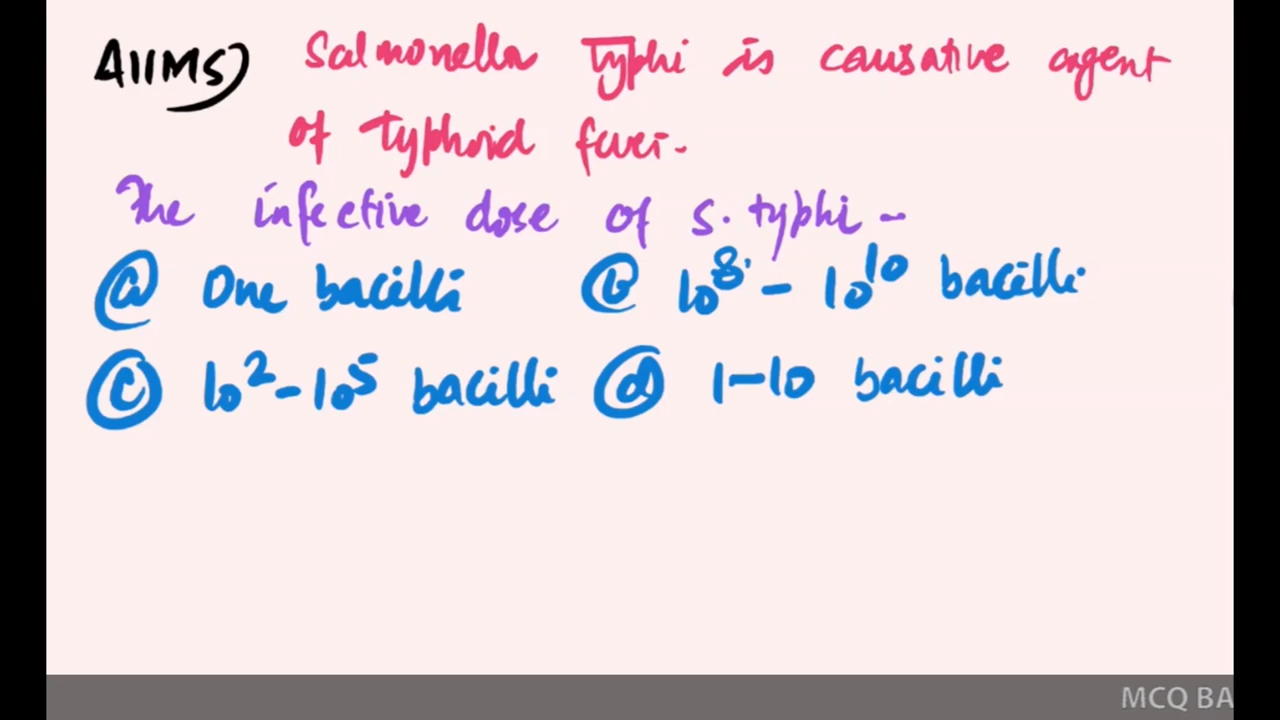 AIIMS) Salmonella Typhi is causative agent
of Typhoid fever.
The infective dose of S. typhi -
(a) One bacilli (b) 10⁸ - 10¹⁰ bacilli
(c) 10² - 10⁵ bacilli (d) 1-10 bacilli
MCQ BA